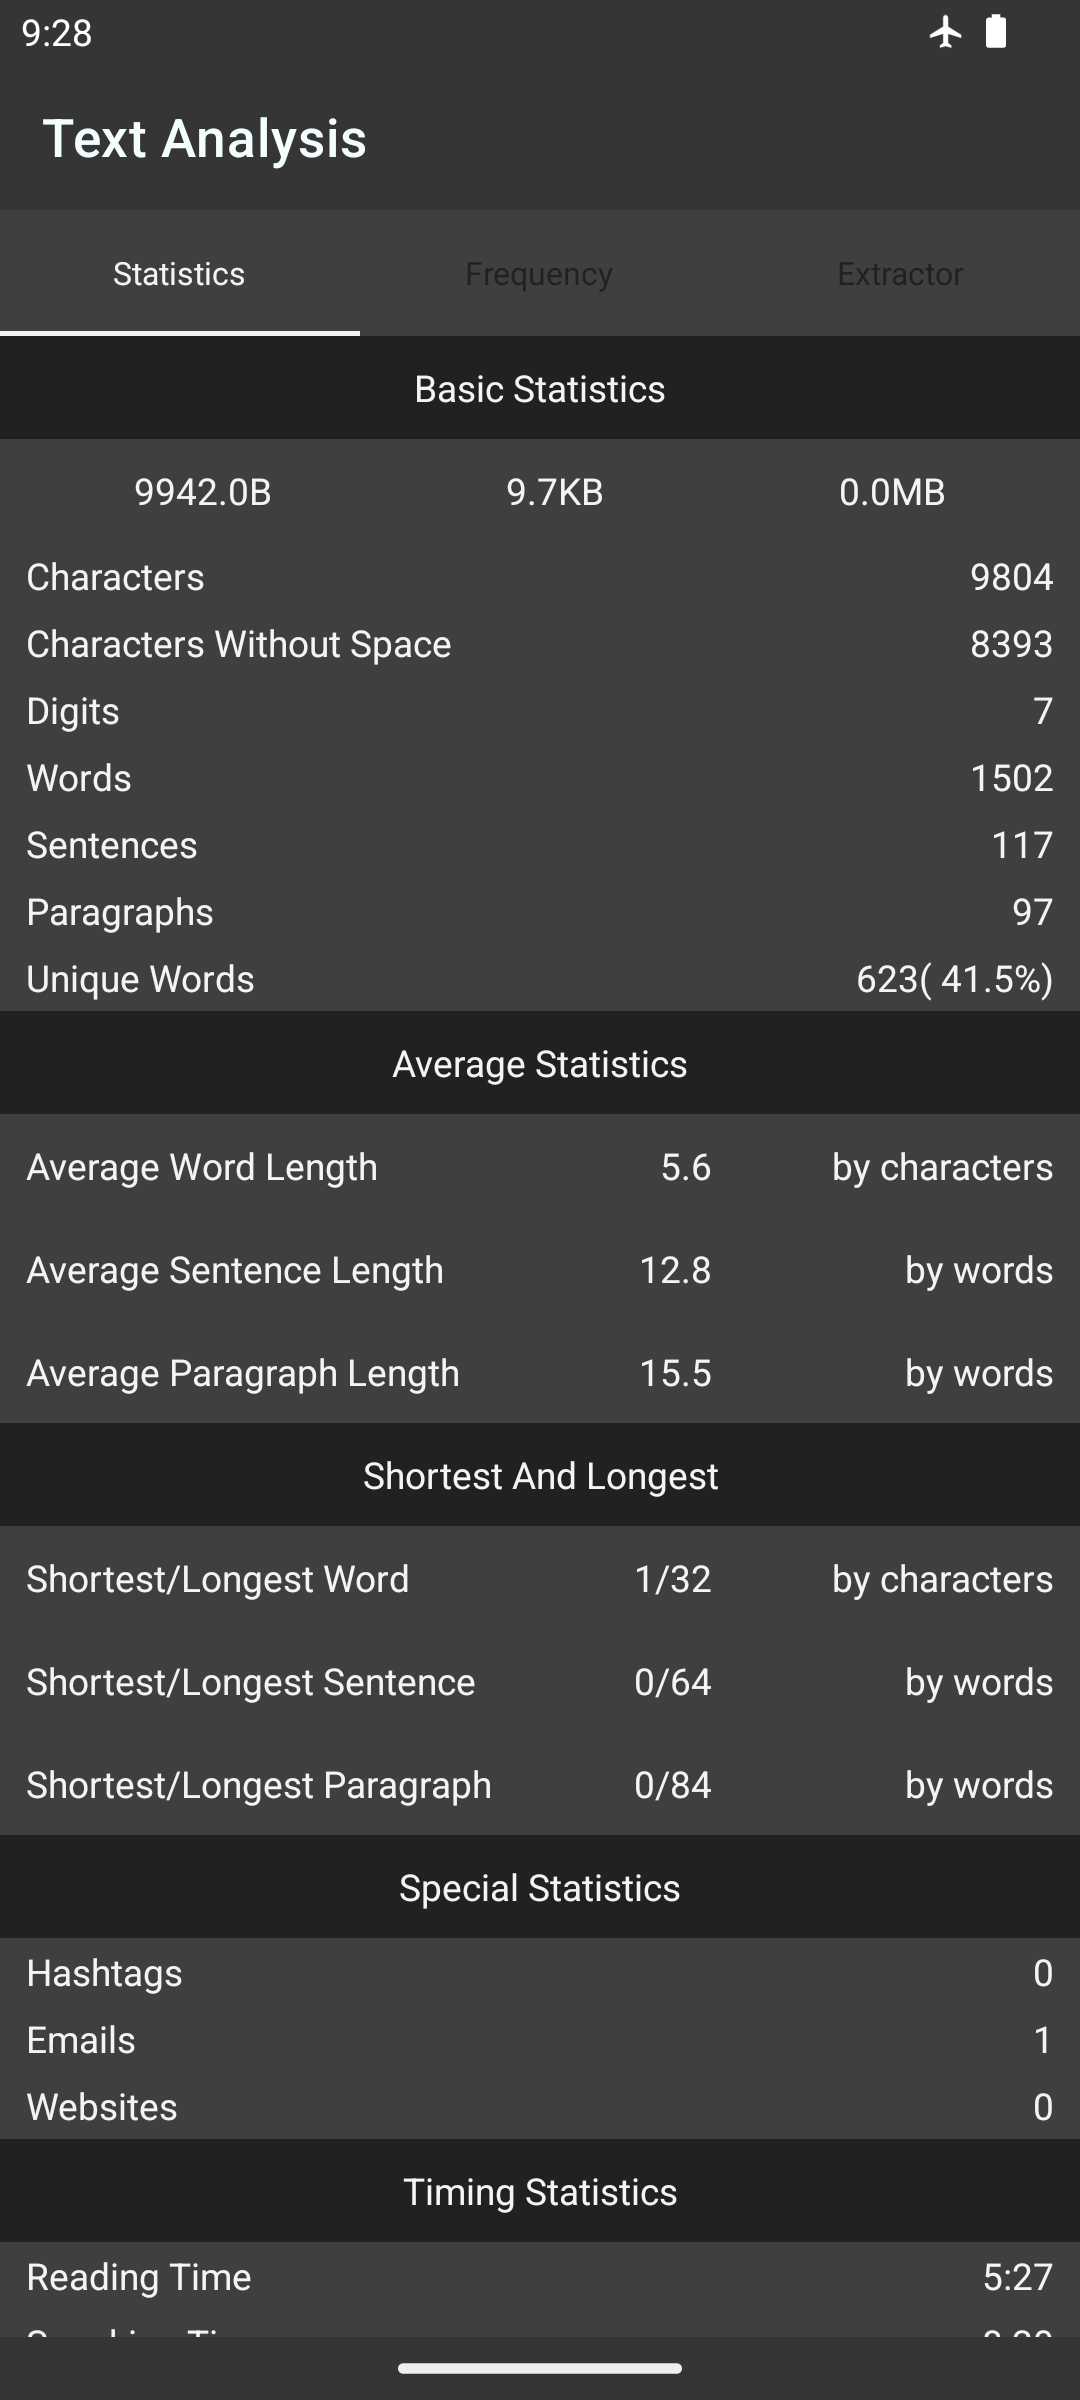 9:28
Text Analysis
Statistics Frequency Extractor
Basic Statistics
9942.0B 9.7KB 0.0MB
Characters 9804
Characters Without Space 8393
Digits 7
Words 1502
Sentences 117
Paragraphs 97
Unique Words 623( 41.5%)
Average Statistics
Average Word Length 5.6 by characters
Average Sentence Length 12.8 by words
Average Paragraph Length 15.5 by words
Shortest And Longest
Shortest/Longest Word 1/32 by characters
Shortest/Longest Sentence 0/64 by words
Shortest/Longest Paragraph 0/84 by words
Special Statistics
Hashtags 0
Emails 1
Websites 0
Timing Statistics
Reading Time 5:27